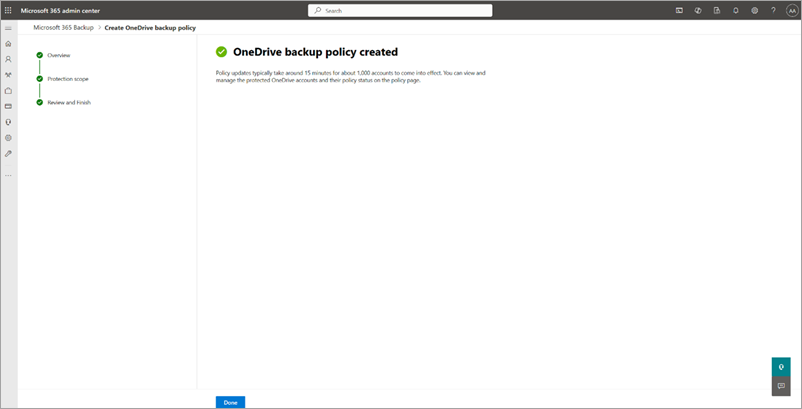 Microsoft 365 admin center
Search
AA
Microsoft 365 Backup > Create OneDrive backup policy
Overview
Protection scope
Review and Finish
OneDrive backup policy created
Policy updates typically take around 15 minutes for about 1,000 accounts to come into effect. You can view and
manage the protected OneDrive accounts and their policy status on the policy page.
Done